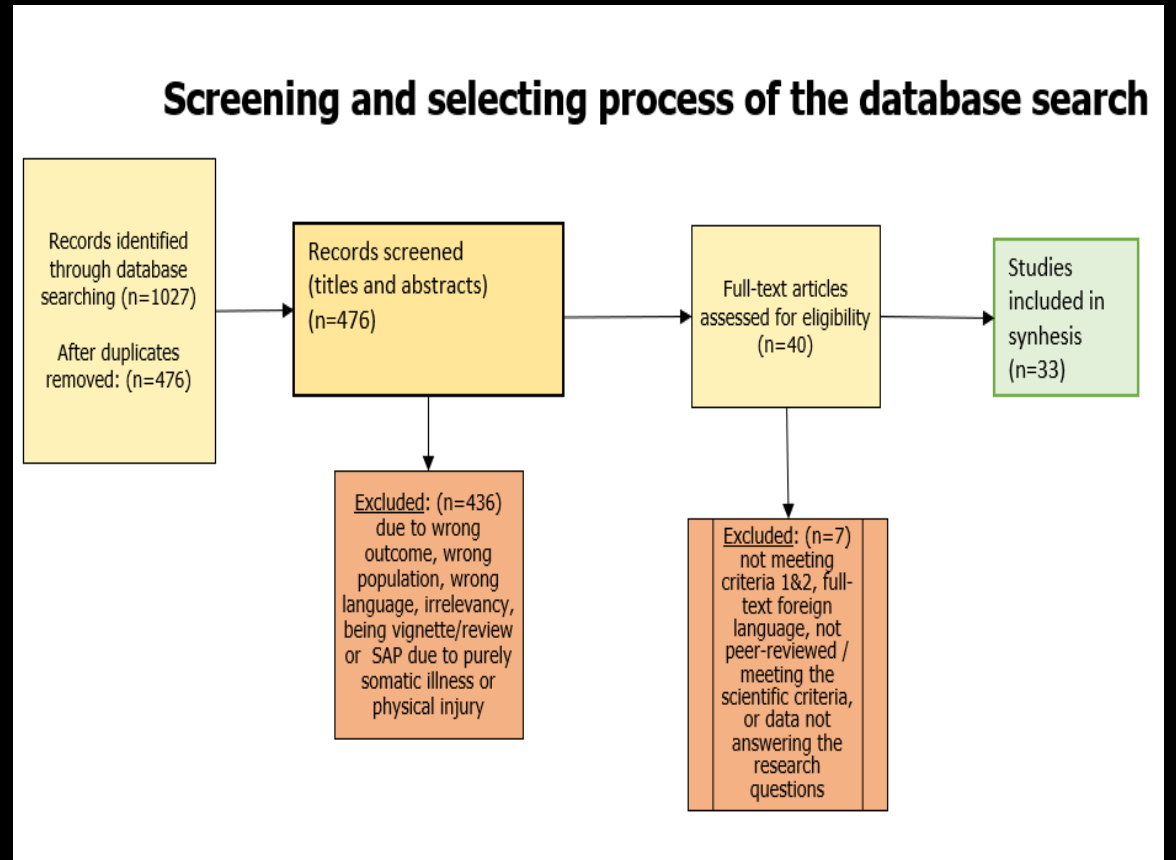 Screening and selecting process of the database search
Records identified
through database
searching (n=1027)
After duplicates
removed: (n=476)
Records screened
(titles and abstracts)
(n=476)
Full-text articles
assessed for eligibility
(n=40)
Studies
included in
synhesis
(n=33)
Excluded: (n=436)
due to wrong
outcome, wrong
population, wrong
language, irrelevancy,
being vignette/review
or SAP due to purely
somatic illness or
physical injury
Excluded: (n=7)
not meeting
criteria 1&2, full-
text foreign
language, not
peer-reviewed /
meeting the
scientific criteria,
or data not
answering the
research
questions